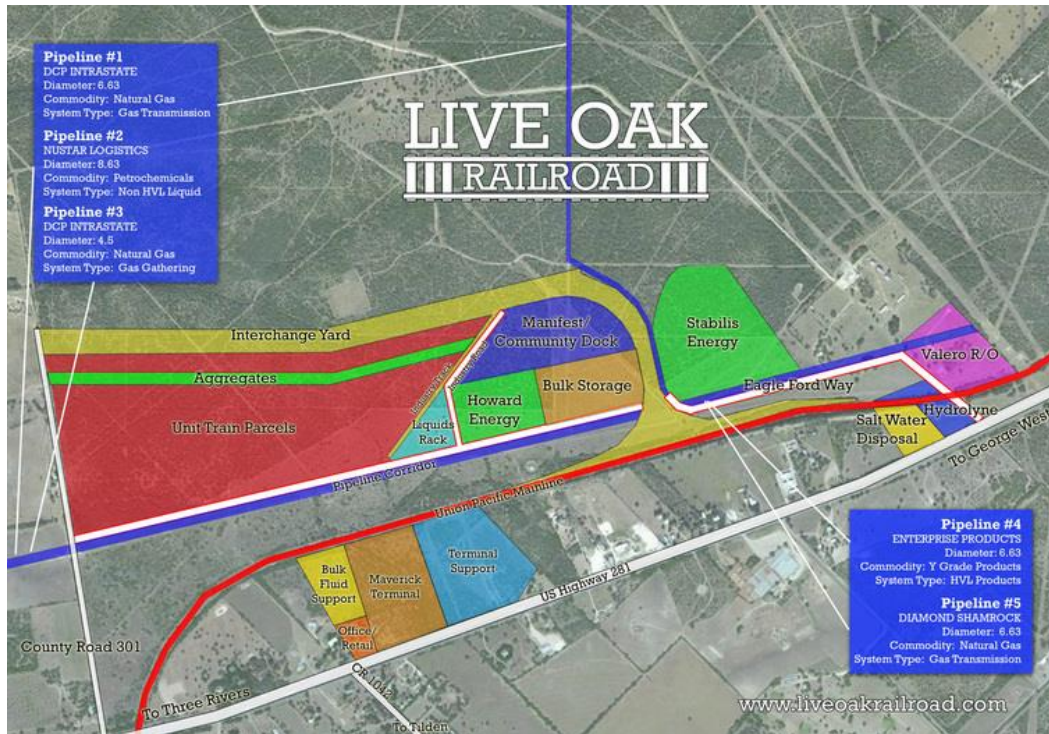 Pipeline #1
DCP INTRASTATE
Diameter: 6.63
Commodity: Natural Gas
System Type: Gas Transmission
Pipeline #2
NUSTAR LOGISTICS
Diameter: 8.63
Commodity: Petrochemicals
System Type: Non HVL Liquid
Pipeline #3
DCP INTRASTATE
Diameter: 4.5
Commodity: Natural Gas
System Type: Gas Gathering
LIVE OAK
RAILROAD
Interchange Yard
Manifest/
Community Dock
Stabilis
Energy
Valero R/O
Aggregates
Industry Track
Industry Road
Bulk Storage
Eagle Ford Way
Howard
Energy
Unit Train Parcels
Liquids
Rack
Hydrolyne
Salt Water
Disposal
To George West
Pipeline Corridor
Union Pacific Mainline
Bulk
Fluid
Support
Maverick
Terminal
Terminal
Support
US Highway 281
Office/
Retail
County Road 301
CR 1042
To Three Rivers
To Tilden
Pipeline #4
ENTERPRISE PRODUCTS
Diameter: 6.63
Commodity: Y Grade Products
System Type: HVL Products
Pipeline #5
DIAMOND SHAMROCK
Diameter: 6.63
Commodity: Natural Gas
System Type: Gas Transmission
www.liveoakrailroad.com